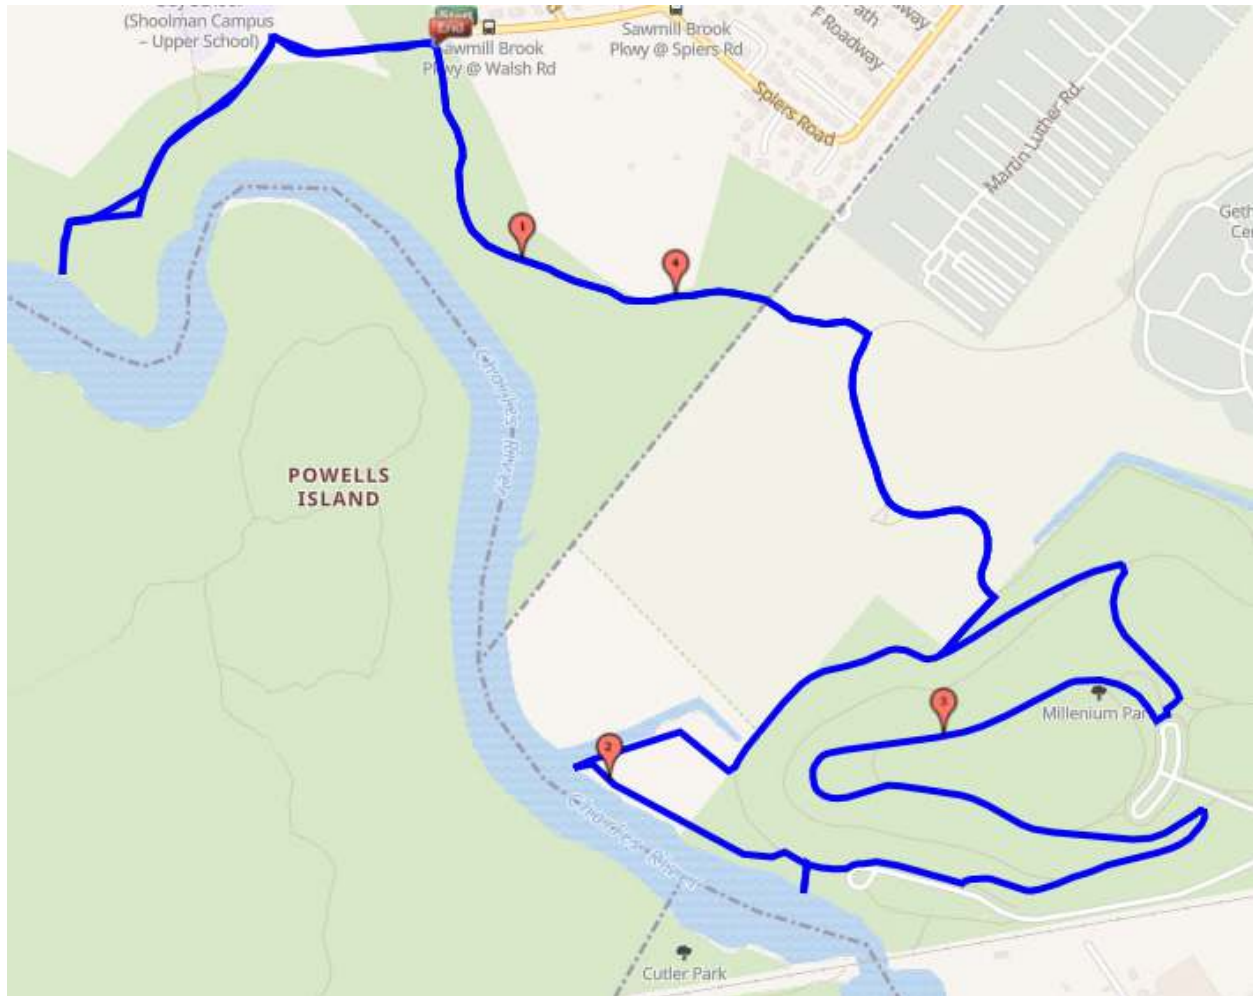 (Shoolman Campus
– Upper School)
Start
End
Sawmill Brook
Pkwy @ Walsh Rd
Sawmill Brook
Pkwy @ Spiers Rd
F Roadway
Spiers Road
Martin Luther Rd.
1
4
Charles River
POWELLS
ISLAND
3
Millenium Par
2
Charles River
Cutler Park